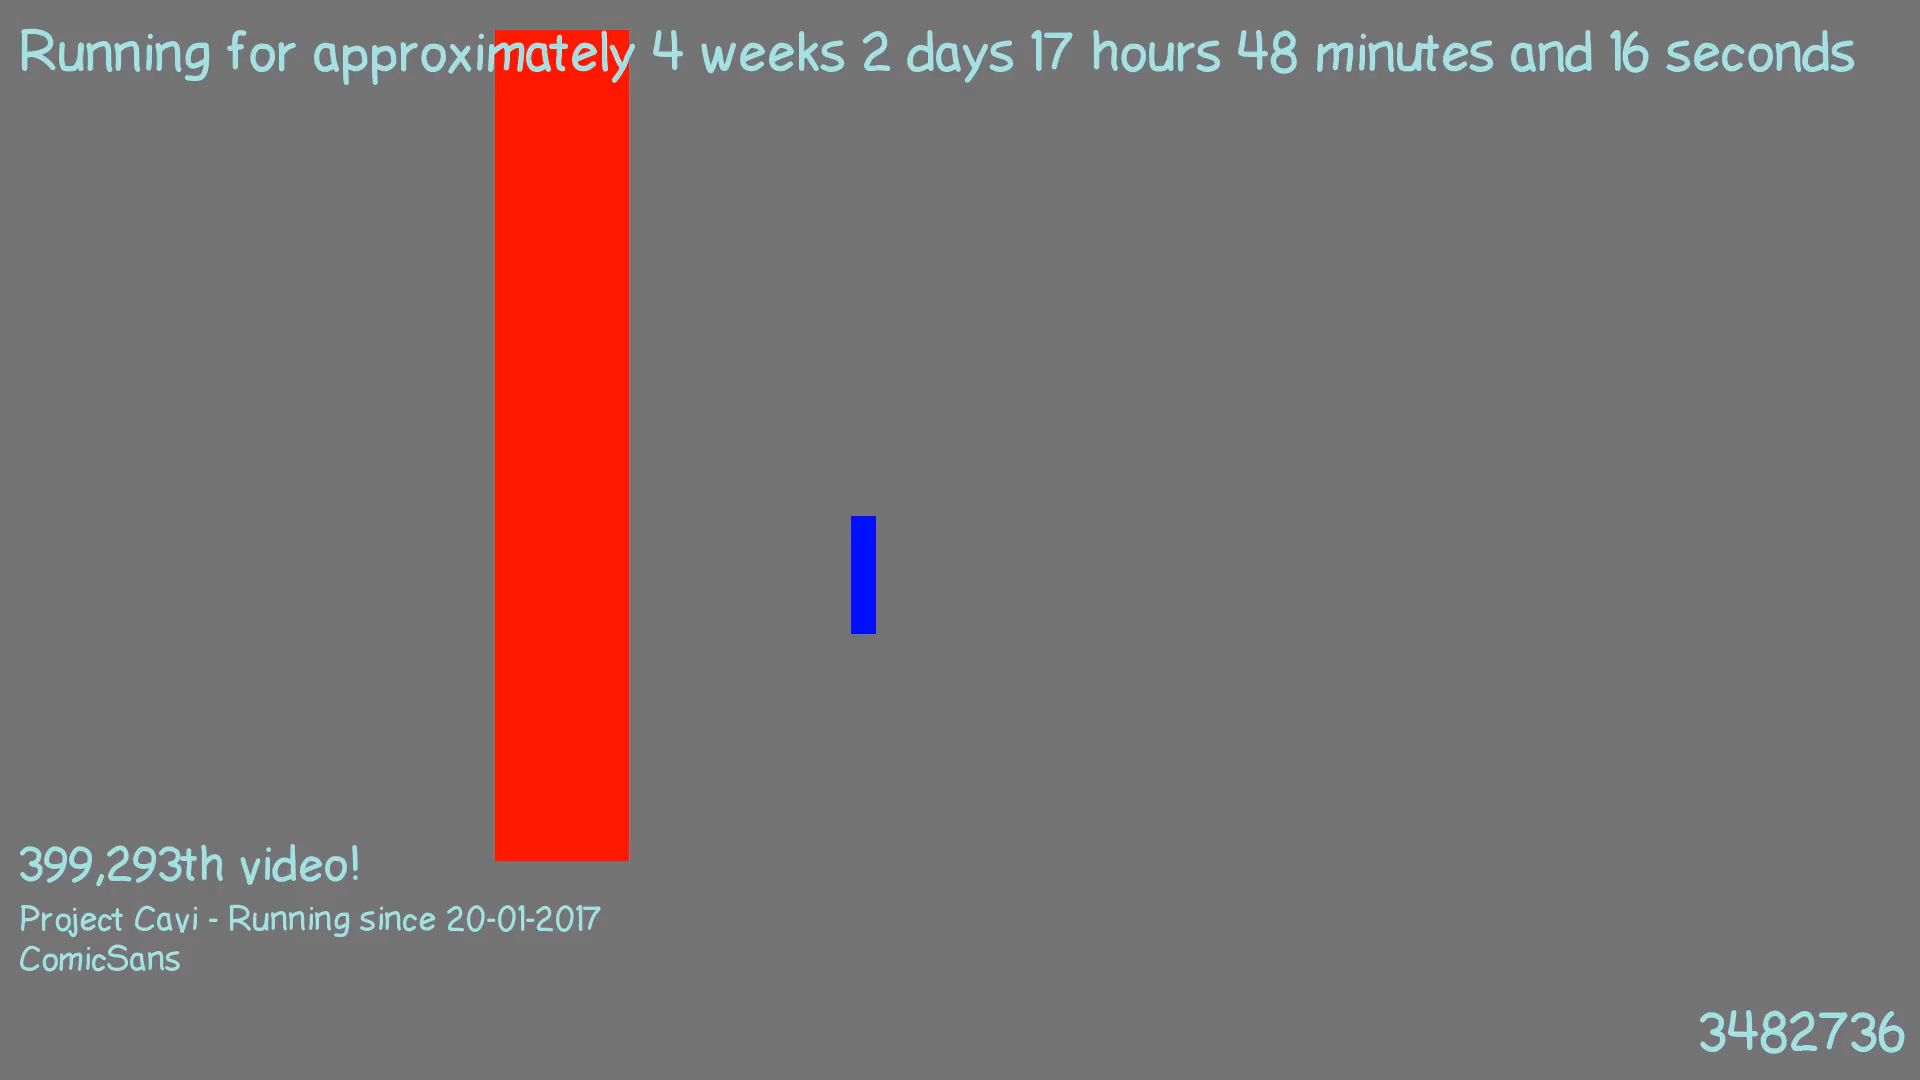 Running for approximately 4 weeks 2 days 17 hours 48 minutes and 16 seconds
399,293th video!
Project Cavi - Running since 20-01-2017
ComicSans
3482736